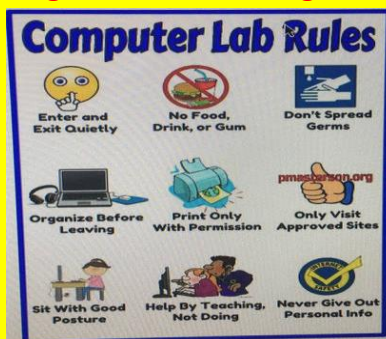 Computer Lab Rules
Enter and
Exit Quietly
No Food,
Drink, or Gum
Don't Spread
Germs
Organize Before
Leaving
Print Only
With Permission
pmasterson.org
Only Visit
Approved Sites
Sit With Good
Posture
Help By Teaching,
Not Doing
INTERNET
SAFETY
Never Give Out
Personal Info